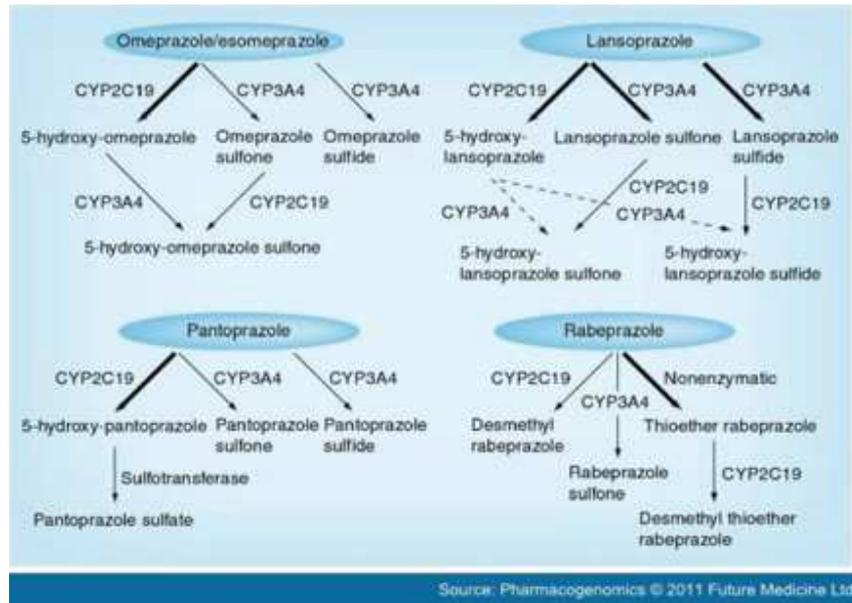 Omeprazole/esomeprazole
CYP2C19
CYP3A4
CYP3A4
5-hydroxy-omeprazole
Omeprazole
sulfone
Omeprazole
sulfide
CYP3A4
CYP2C19
5-hydroxy-omeprazole sulfone
Lansoprazole
CYP2C19
CYP3A4
CYP3A4
5-hydroxy-
lansoprazole
Lansoprazole sulfone
Lansoprazole
sulfide
CYP3A4
CYP2C19
CYP3A4
CYP2C19
5-hydroxy-
lansoprazole sulfone
5-hydroxy-
lansoprazole sulfide
Pantoprazole
CYP2C19
CYP3A4
CYP3A4
5-hydroxy-pantoprazole
Pantoprazole
sulfone
Pantoprazole
sulfide
Sulfotransferase
Pantoprazole sulfate
Rabeprazole
CYP2C19
CYP3A4
Nonenzymatic
Desmethyl
rabeprazole
Thioether rabeprazole
Rabeprazole
sulfone
CYP2C19
Desmethyl thioether
rabeprazole
Source: Pharmacogenomics © 2011 Future Medicine Ltd